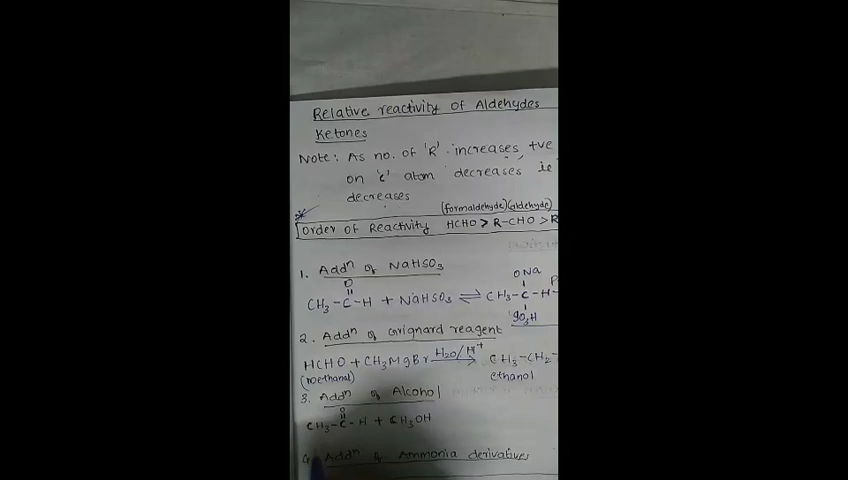 Relative reactivity of Aldehydes
Ketones
Note: As no. of 'R' increases, +ve
on 'c' atom decreases ie
decreases
(formaldehyde) (aldehyde)
Order of Reactivity HCHO > R-CHO > R
1. Addⁿ of NaHSO₃
O ONa
CH₃-C-H + NaHSO₃ ⇌ CH₃-C-H-
SO₃H
2. Addⁿ of Grignard reagent
HCHO + CH₃MgBr H₂O/H⁺ → CH₃-CH₂-
(methanal) ethanol
3. Addⁿ of Alcohol
O
CH₃-C-H + CH₃OH
4. Addⁿ of Ammonia derivatives